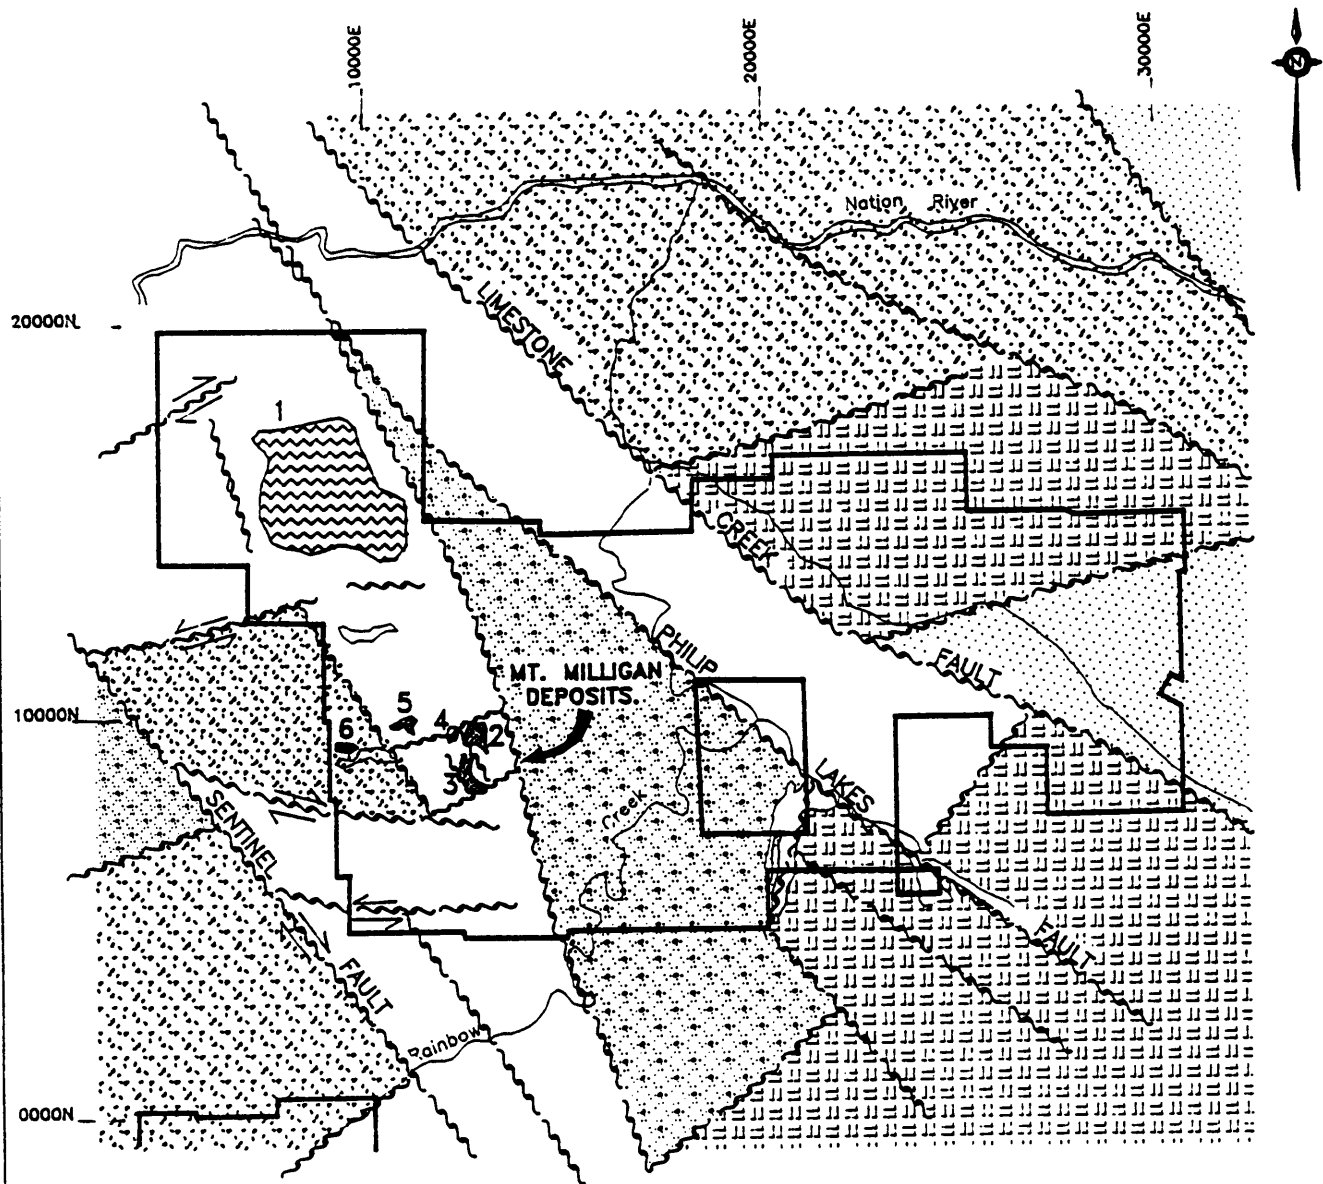 10000E
20000E
30000E
N
Nation River
20000N
LIMESTONE
1
CREEK
PHILIP
FAULT
MT. MILLIGAN
DEPOSITS.
10000N
5
4
2
6
3
LAKES
Creek
SENTINEL
FAULT
FAULT
Rainbow
0000N